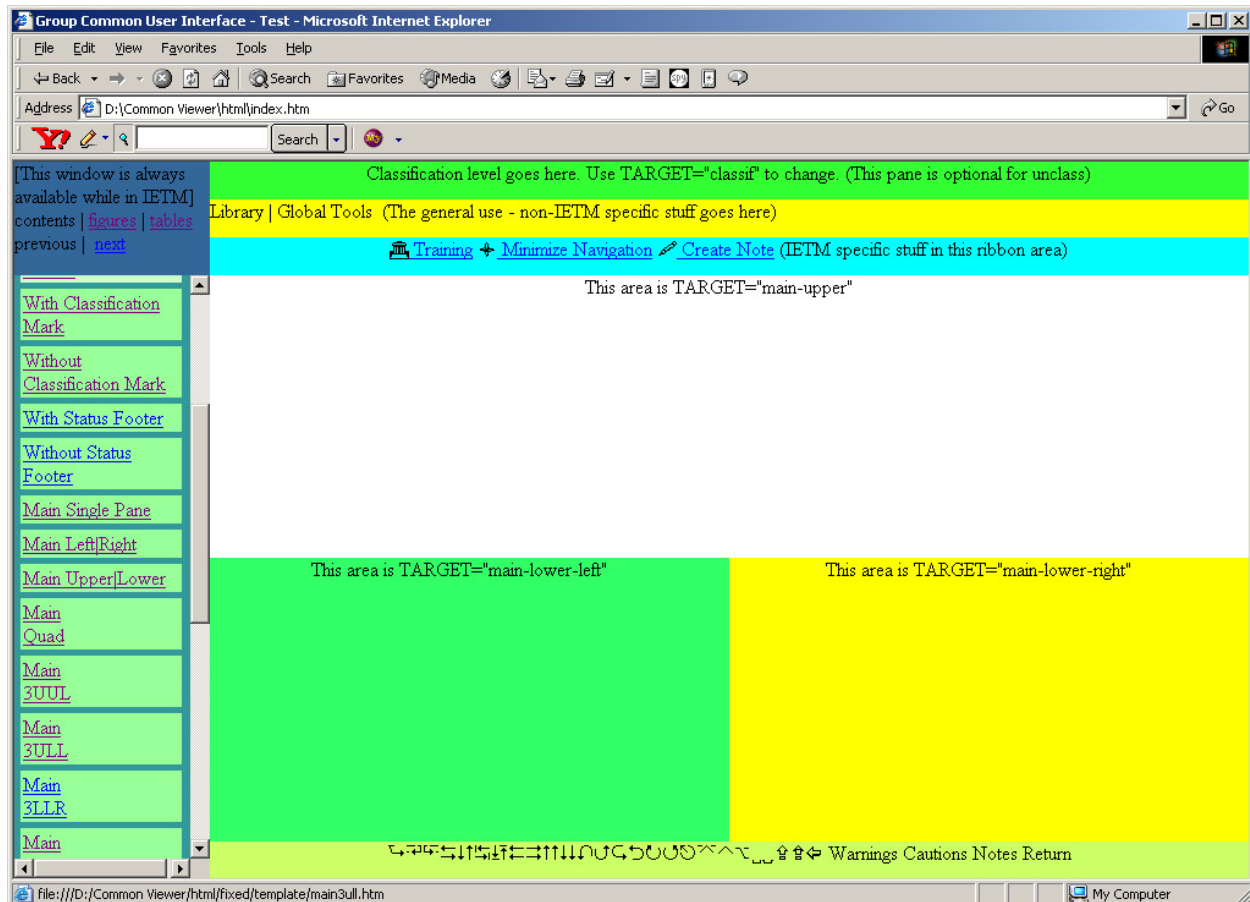 Group Common User Interface - Test - Microsoft Internet Explorer
File Edit View Favorites Tools Help
Back Search Favorites Media
Address D:\Common Viewer\html\index.htm Go
Y! Search
[This window is always
available while in IETM]
contents | figures | tables
previous | next
Classification level goes here. Use TARGET="classif" to change. (This pane is optional for unclass)
Library | Global Tools (The general use - non-IETM specific stuff goes here)
Training Minimize Navigation Create Note (IETM specific stuff in this ribbon area)
With Classification
Mark
Without
Classification Mark
With Status Footer
Without Status
Footer
Main Single Pane
Main Left|Right
Main Upper|Lower
Main
Quad
Main
3UUL
Main
3ULL
Main
3LLR
Main
This area is TARGET="main-upper"
This area is TARGET="main-lower-left"
This area is TARGET="main-lower-right"
Warnings Cautions Notes Return
file:///D:/Common Viewer/html/fixed/template/main3ull.htm
My Computer